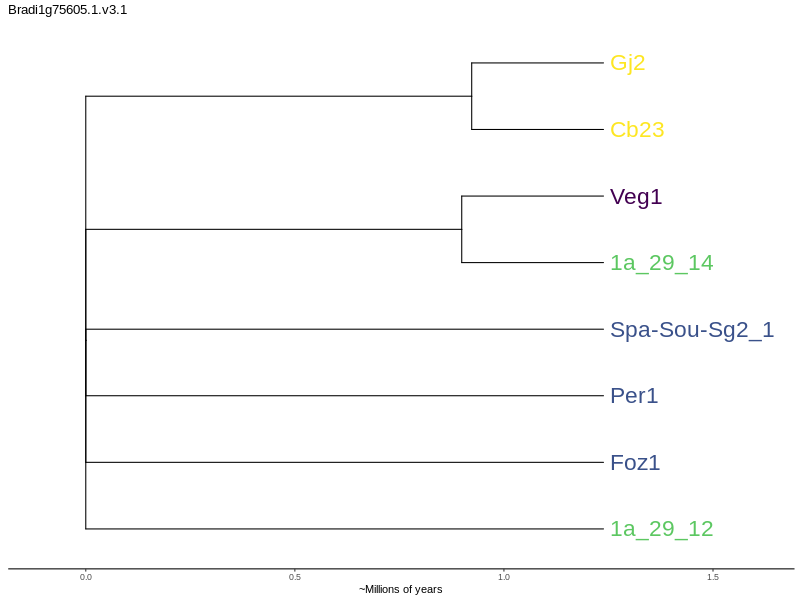 Bradi1g75605.1.v3.1
Gj2
Cb23
Veg1
1a_29_14
Spa-Sou-Sg2_1
Per1
Foz1
1a_29_12
0.0 0.5 1.0 1.5
~Millions of years